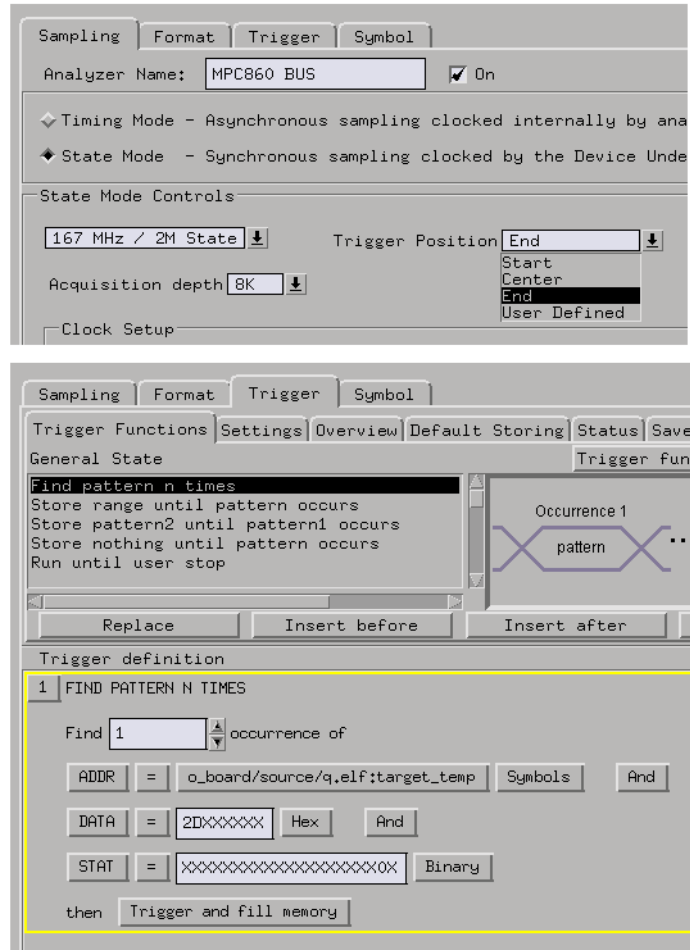 Sampling Format Trigger Symbol
Analyzer Name: MPC860 BUS On
Timing Mode - Asynchronous sampling clocked internally by ana
State Mode - Synchronous sampling clocked by the Device Unde
State Mode Controls
167 MHz / 2M State Trigger Position End
Start
Acquisition depth 8K Center
End
User Defined
Clock Setup
Sampling Format Trigger Symbol
Trigger Functions Settings Overview Default Storing Status Save
General State Trigger fun
Find pattern n times
Store range until pattern occurs
Store pattern2 until pattern1 occurs
Store nothing until pattern occurs
Run until user stop
Occurrence 1
pattern ..
Replace Insert before Insert after
Trigger definition
1 FIND PATTERN N TIMES
Find 1 occurrence of
ADDR = o_board/source/q.elf:target_temp Symbols And
DATA = 2DXXXXXX Hex And
STAT = XXXXXXXXXXXXXXXXXXXX0X Binary
then Trigger and fill memory